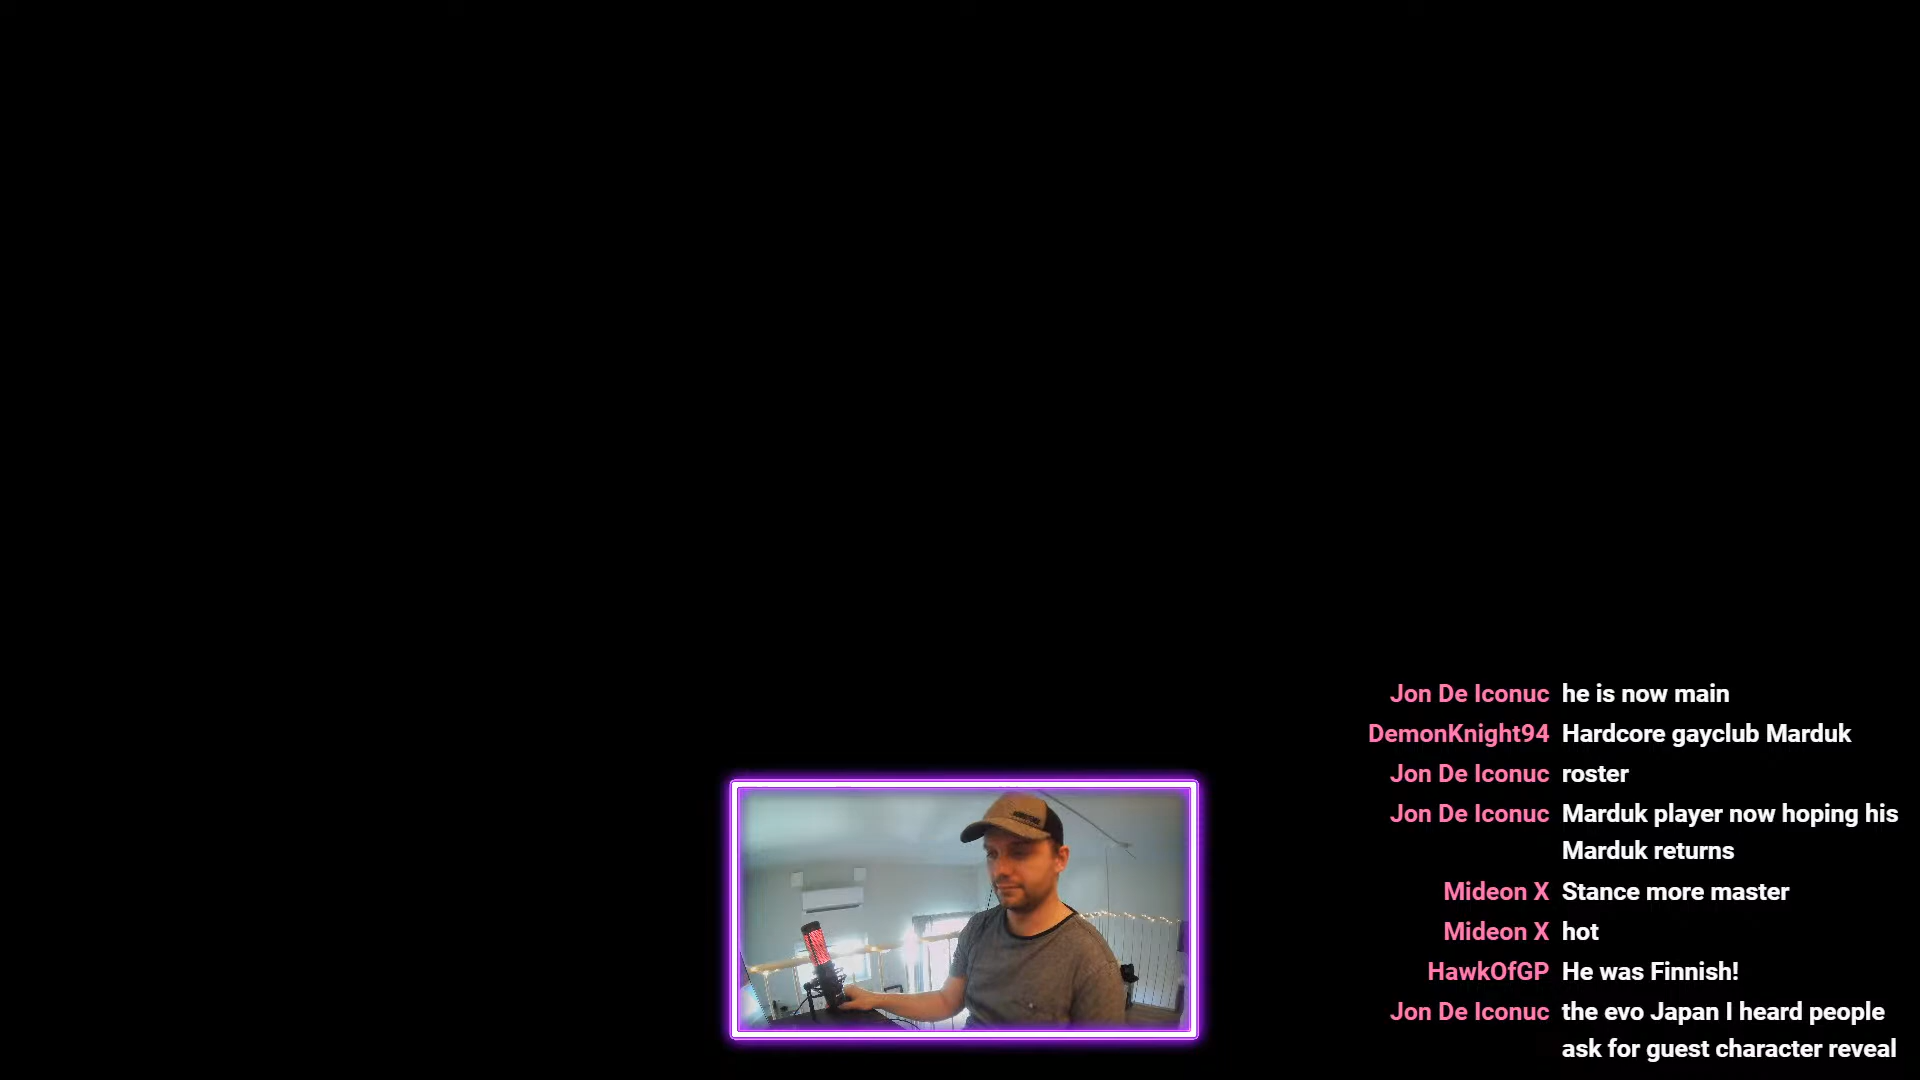 Jon De Iconuc he is now main
DemonKnight94 Hardcore gayclub Marduk
Jon De Iconuc roster
Jon De Iconuc Marduk player now hoping his
Marduk returns
Mideon X Stance more master
Mideon X hot
HawkOfGP He was Finnish!
Jon De Iconuc the evo Japan I heard people
ask for guest character reveal